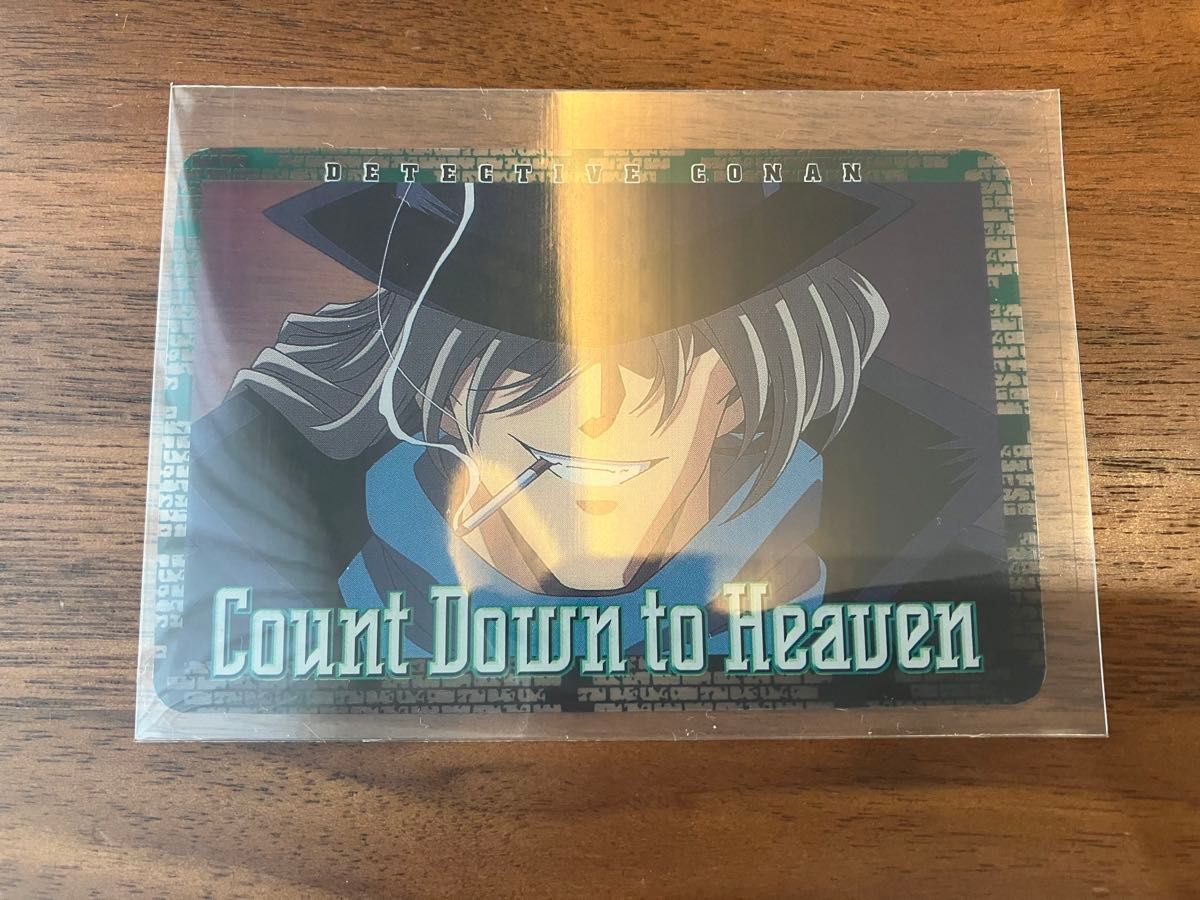 DETECTIVE CONAN
Count Down to Heaven